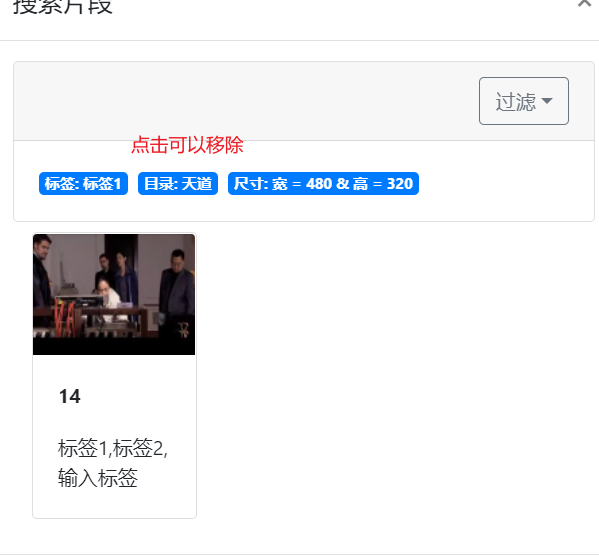 搜索片段
过滤
点击可以移除
标签: 标签1 目录: 天道 尺寸: 宽 = 480 & 高 = 320
14
标签1,标签2,
输入标签